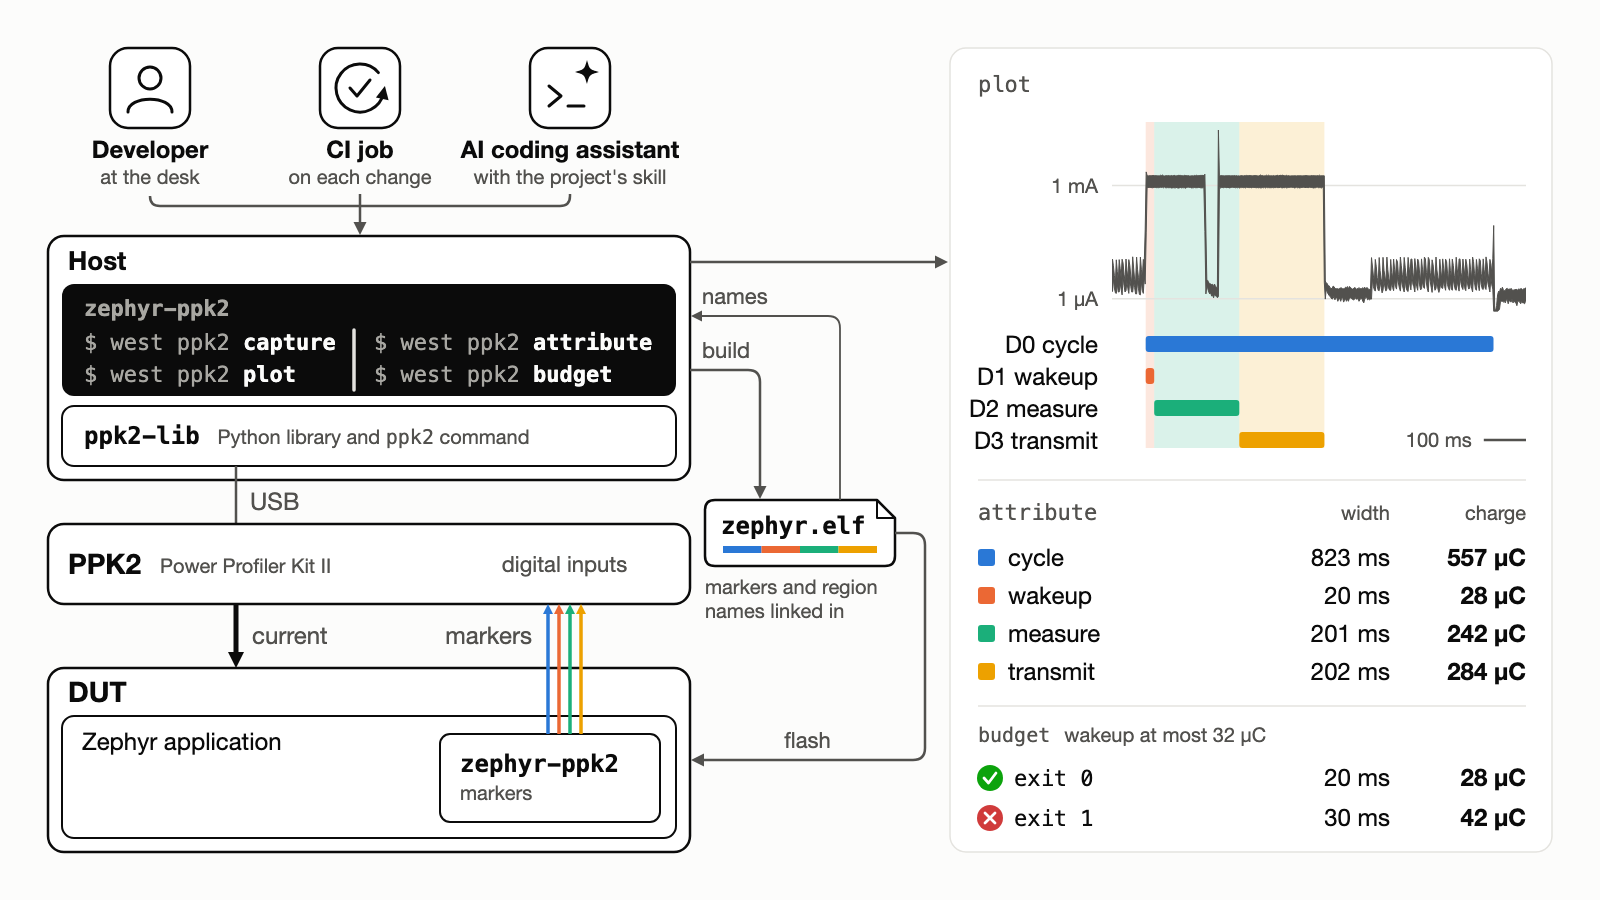 Developer
at the desk
CI job
on each change
AI coding assistant
with the project's skill
Host
zephyr-ppk2
$ west ppk2 capture
$ west ppk2 plot
$ west ppk2 attribute
$ west ppk2 budget
ppk2-lib Python library and ppk2 command
USB
PPK2 Power Profiler Kit II
digital inputs
current
markers
DUT
Zephyr application
zephyr-ppk2
markers
names
build
zephyr.elf
markers and region
names linked in
flash
plot
1 mA
1 µA
D0 cycle
D1 wakeup
D2 measure
D3 transmit
100 ms
attribute width charge
cycle 823 ms 557 µC
wakeup 20 ms 28 µC
measure 201 ms 242 µC
transmit 202 ms 284 µC
budget wakeup at most 32 µC
exit 0 20 ms 28 µC
exit 1 30 ms 42 µC